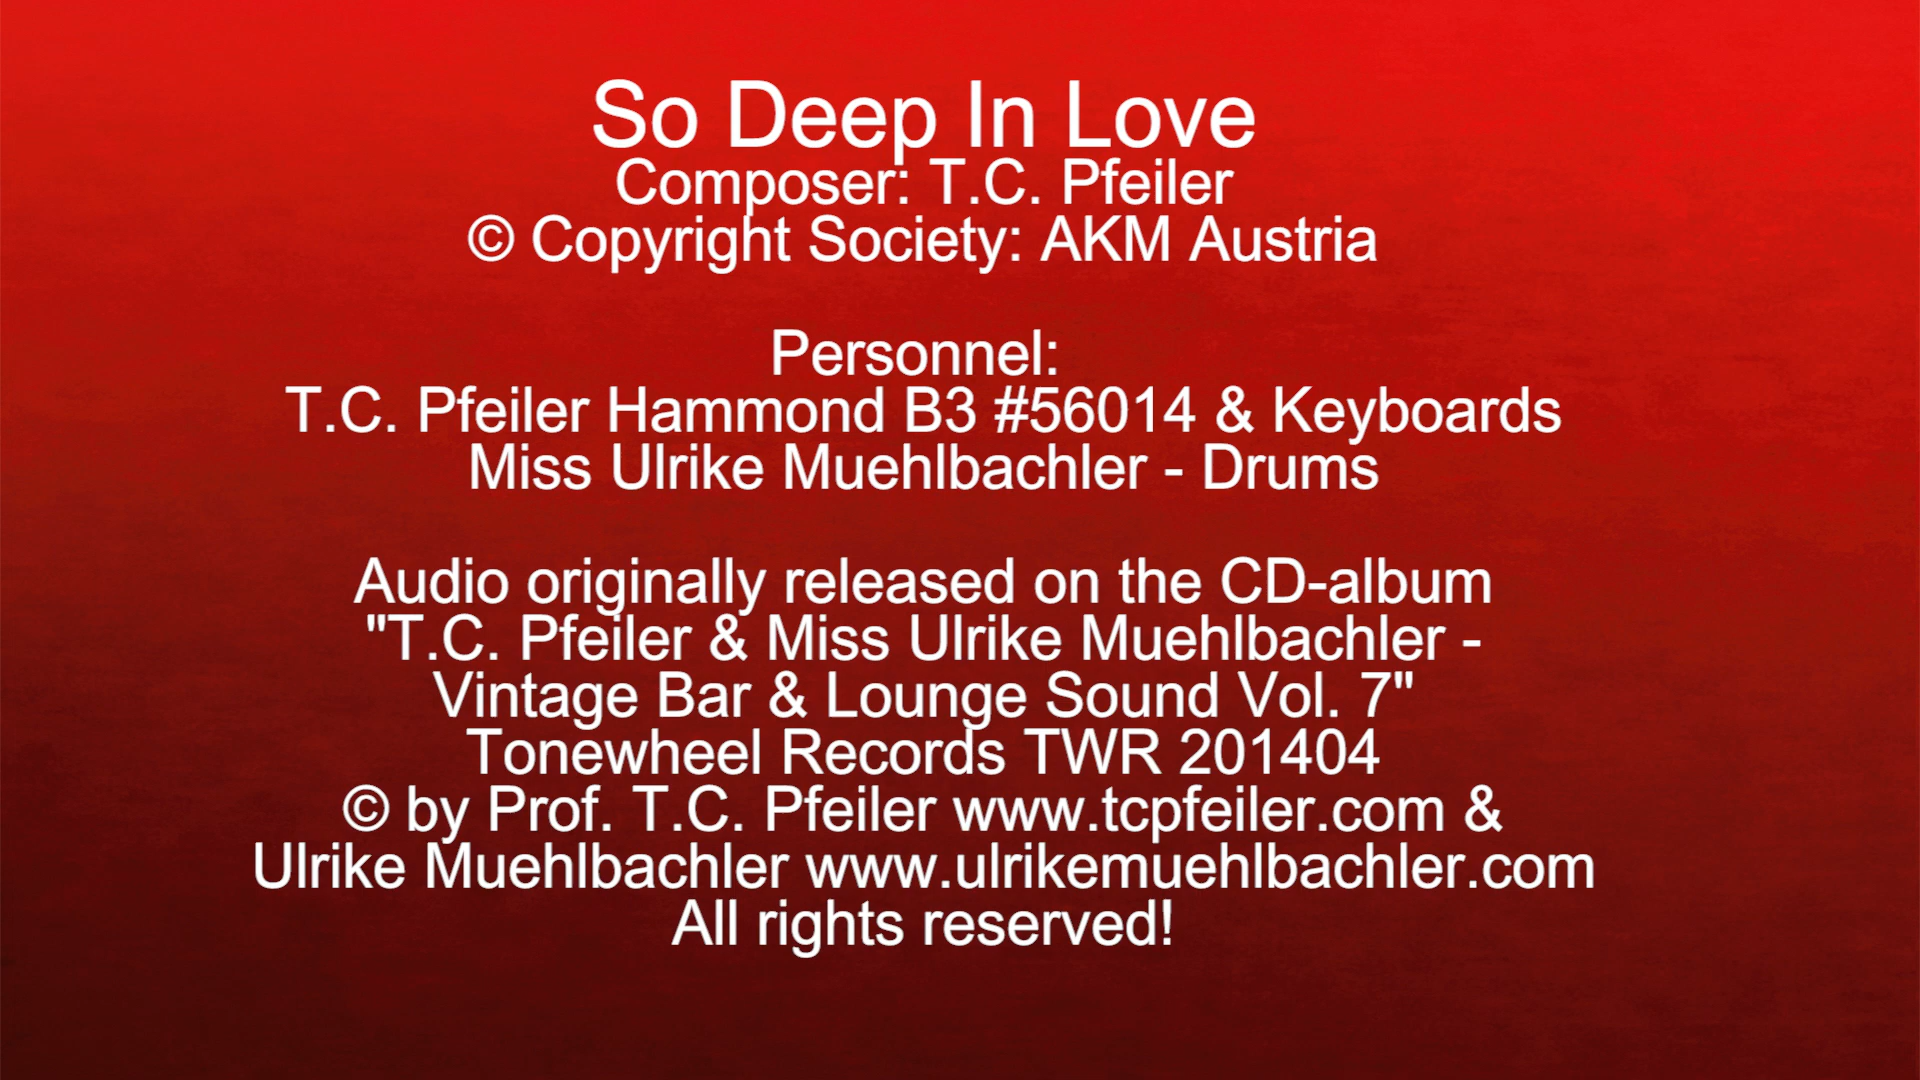 So Deep In Love
Composer: T.C. Pfeiler
© Copyright Society: AKM Austria
Personnel:
T.C. Pfeiler Hammond B3 #56014 & Keyboards
Miss Ulrike Muehlbachler - Drums
Audio originally released on the CD-album
"T.C. Pfeiler & Miss Ulrike Muehlbachler -
Vintage Bar & Lounge Sound Vol. 7"
Tonewheel Records TWR 201404
© by Prof. T.C. Pfeiler www.tcpfeiler.com &
Ulrike Muehlbachler www.ulrikemuehlbachler.com
All rights reserved!